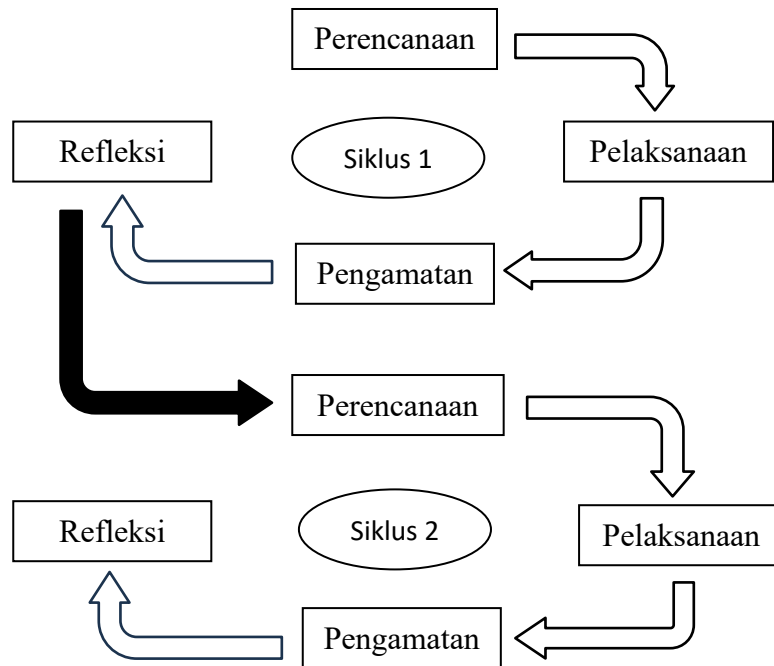 Perencanaan
Refleksi
Siklus 1
Pelaksanaan
Pengamatan
Perencanaan
Refleksi
Siklus 2
Pelaksanaan
Pengamatan